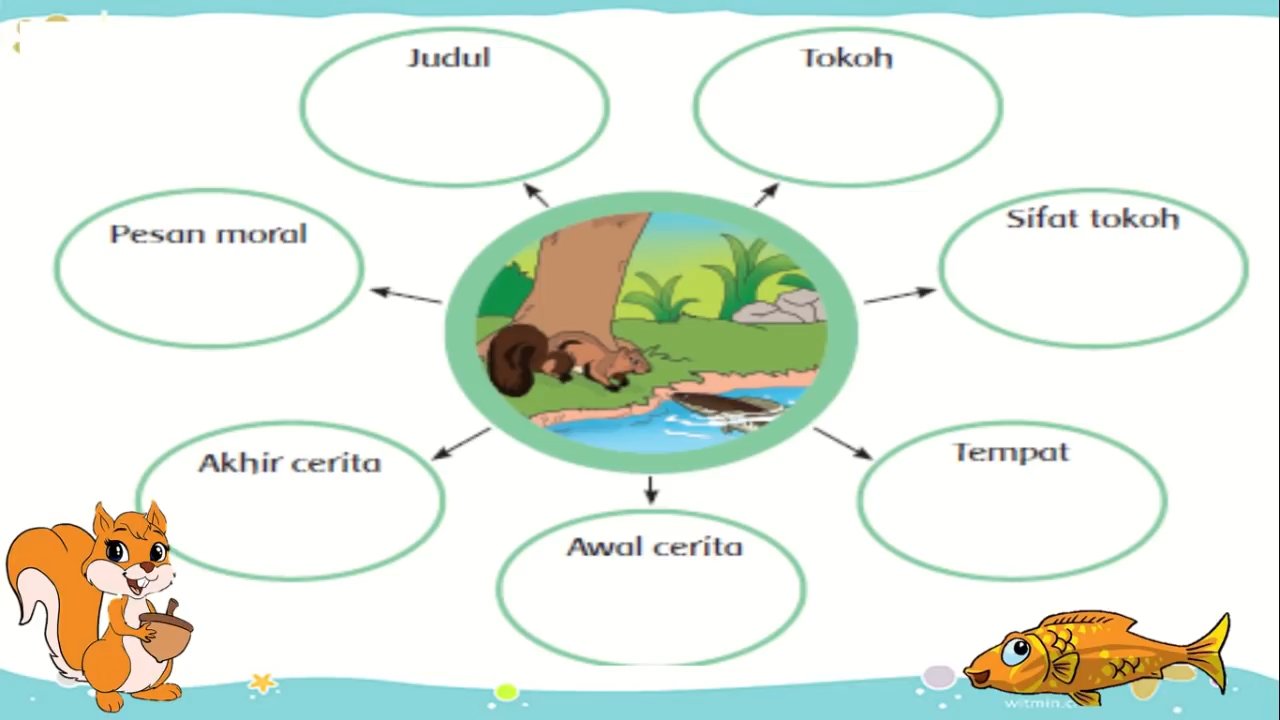 Judul
Tokoh
Pesan moral
Sifat tokoh
Akhir cerita
Tempat
Awal cerita